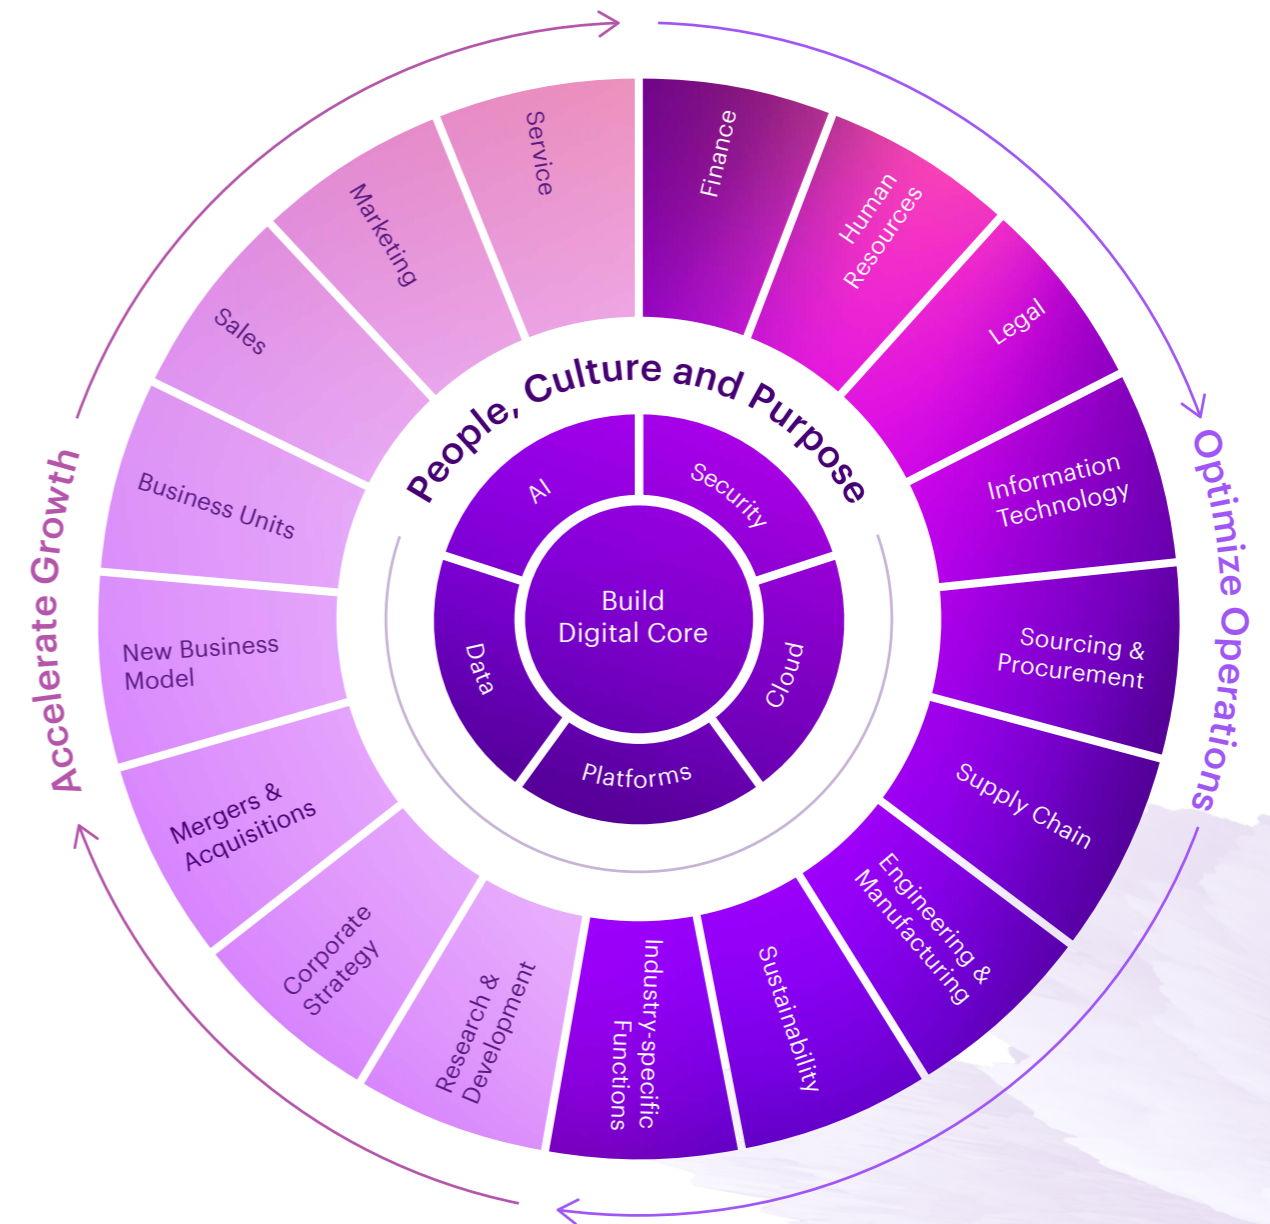 Service
Finance
Human
Resources
Legal
Information
Technology
Sourcing &
Procurement
Supply Chain
Engineering &
Manufacturing
Sustainability
Industry-specific
Functions
Research &
Development
Corporate
Strategy
Mergers &
Acquisitions
New Business
Model
Business Units
Sales
Marketing
Accelerate Growth
Optimize Operations
People, Culture and Purpose
AI
Security
Cloud
Platforms
Data
Build
Digital Core